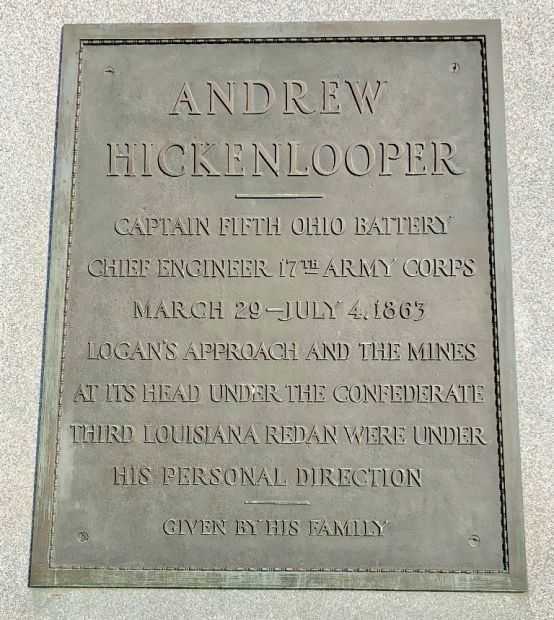 ANDREW
HICKENLOOPER
CAPTAIN FIFTH OHIO BATTERY
CHIEF ENGINEER 17TH ARMY CORPS
MARCH 29-JULY 4, 1863
LOGAN'S APPROACH AND THE MINES
AT ITS HEAD UNDER THE CONFEDERATE
THIRD LOUISIANA REDAN WERE UNDER
HIS PERSONAL DIRECTION
GIVEN BY HIS FAMILY